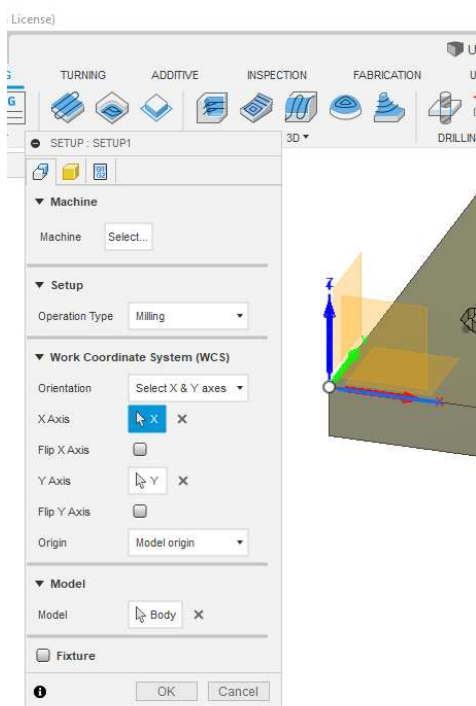 License)
U
G
TURNING
ADDITIVE
INSPECTION
FABRICATION
U
G
3D
DRILLIN
SETUP : SETUP1
G1
G2
Machine
Machine
Select...
Setup
Operation Type
Milling
Work Coordinate System (WCS)
Orientation
Select X & Y axes
X Axis
X
Flip X Axis
Y Axis
Y
Flip Y Axis
Origin
Model origin
Model
Model
Body
Fixture
OK
Cancel
Z
Y
X